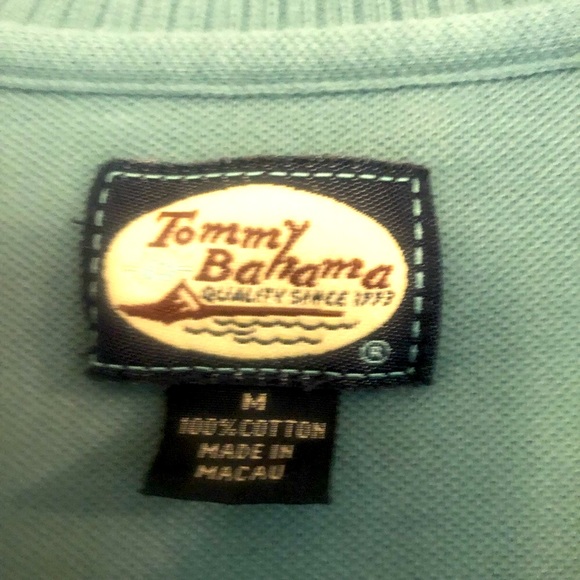 Tommy
Bahama
QUALITY SINCE 1993
®
M
100% COTTON
MADE IN
MACAU